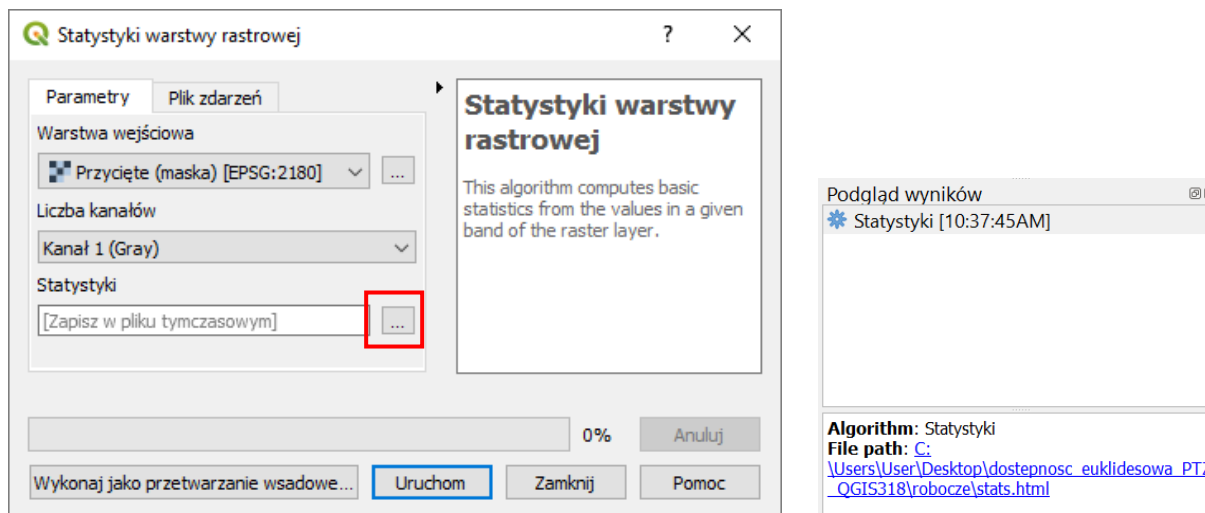 Statystyki warstwy rastrowej
?
Parametry
Plik zdarzeń
Warstwa wejściowa
Przycięte (maska) [EPSG:2180]
...
Liczba kanałów
Kanał 1 (Gray)
Statystyki
[Zapisz w pliku tymczasowym]
...
Statystyki warstwy
rastrowej
This algorithm computes basic
statistics from the values in a given
band of the raster layer.
0%
Anuluj
Wykonaj jako przetwarzanie wsadowe...
Uruchom
Zamknij
Pomoc
Podgląd wyników
Statystyki [10:37:45AM]
Algorithm: Statystyki
File path: C:
\Users\User\Desktop\dostepnosc_euklidesowa_PTZ
_QGIS318\robocze\stats.html